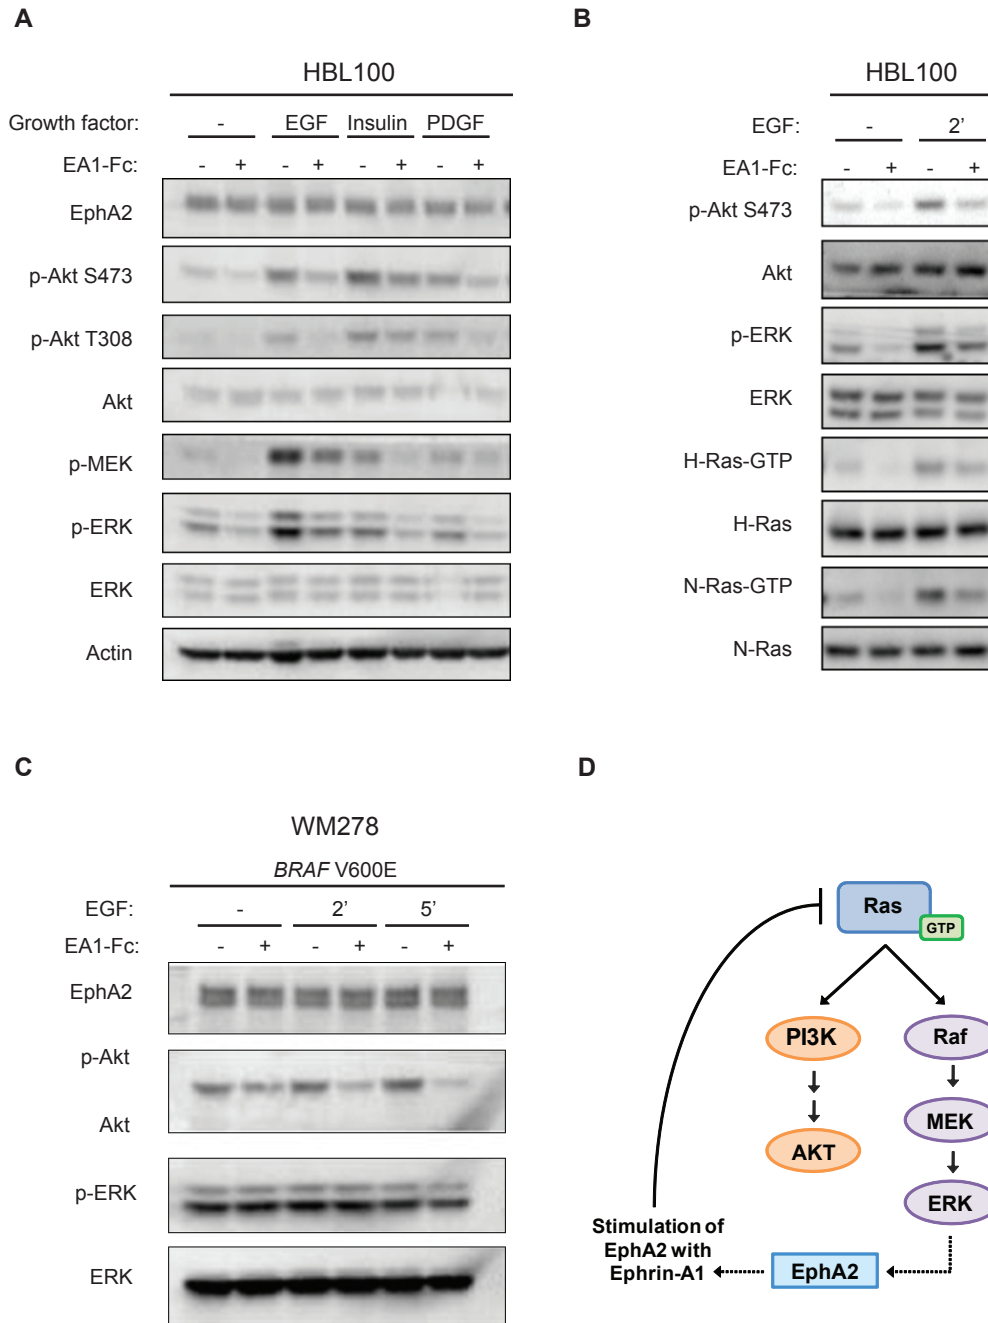 A
HBL100
Growth factor: - EGF Insulin PDGF
EA1-Fc: - + - + - + - +
EphA2
p-Akt S473
p-Akt T308
Akt
p-MEK
p-ERK
ERK
Actin
B
HBL100
EGF: - 2'
EA1-Fc: - + - +
p-Akt S473
Akt
p-ERK
ERK
H-Ras-GTP
H-Ras
N-Ras-GTP
N-Ras
C
WM278
BRAF V600E
EGF: - 2' 5'
EA1-Fc: - + - + - +
EphA2
p-Akt
Akt
p-ERK
ERK
D
Ras
GTP
PI3K
Raf
MEK
AKT
ERK
Stimulation of
EphA2 with
Ephrin-A1
EphA2